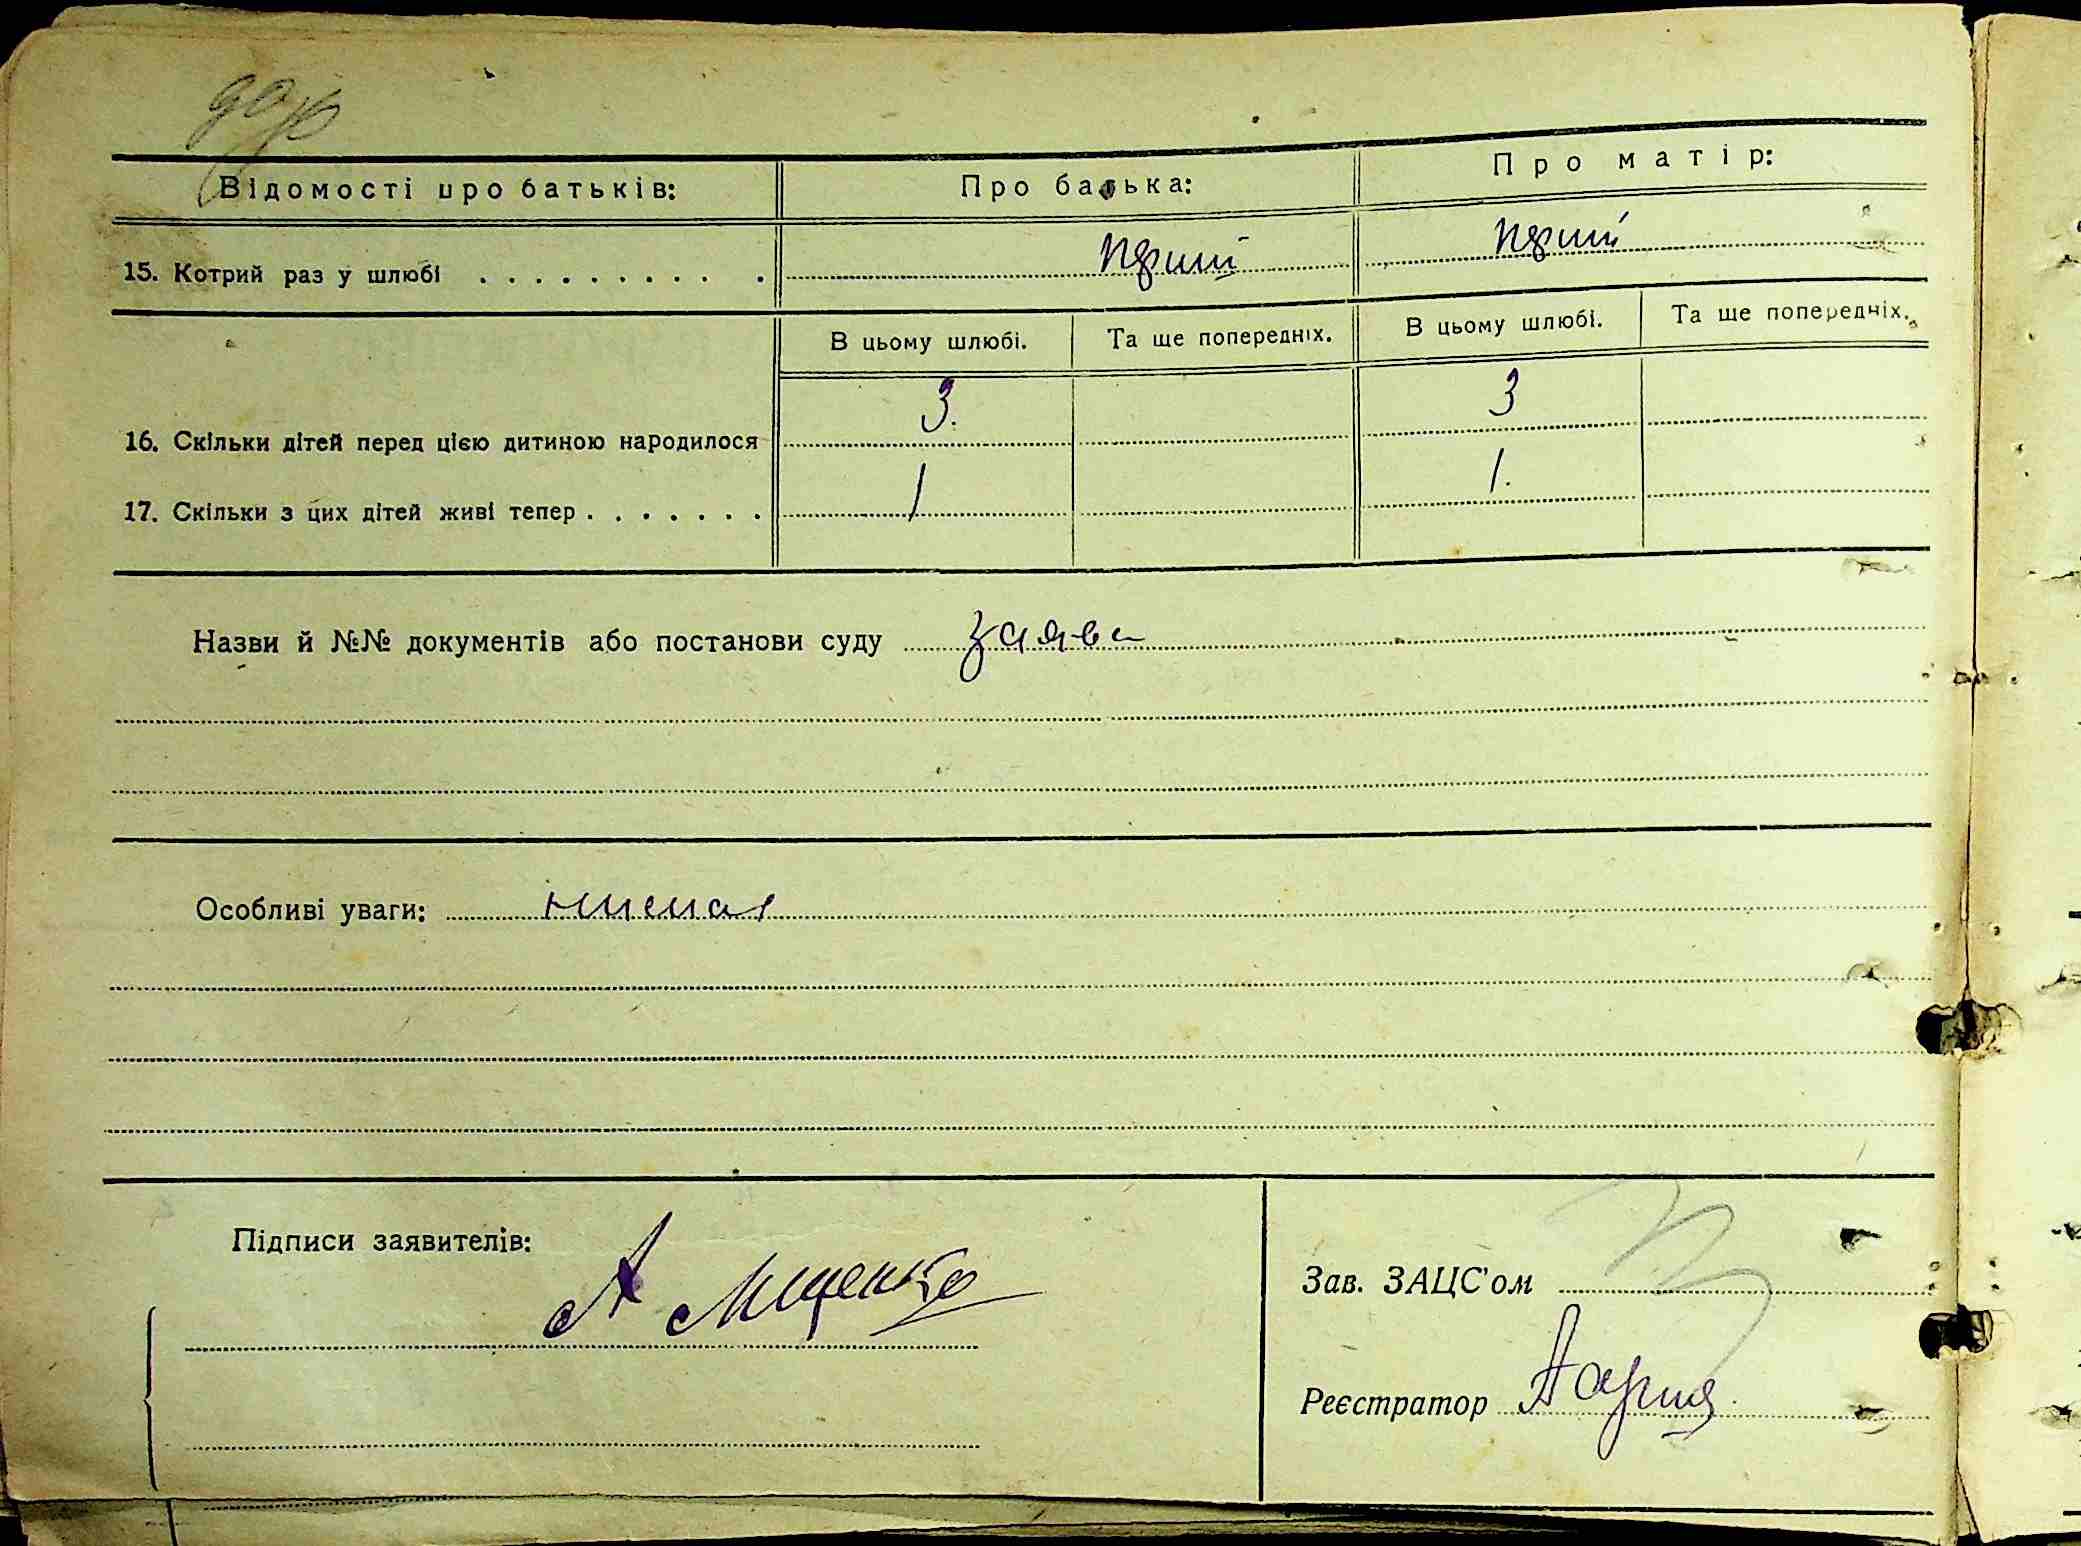 Відомості про батьків: Про батька: Про матір:
15. Котрий раз у шлюбі . . . . . . . . . . перший перший
В цьому шлюбі. Та ще попередніх. В цьому шлюбі. Та ще попередніх.
16. Скільки дітей перед цією дитиною народилося 3. 3
17. Скільки з цих дітей живі тепер . . . . . . . 1 1.
Назви й №№ документів або постанови суду заява
Особливі уваги: немає
Підписи заявителів:
А Міщенко
Зав. ЗАЦС'ом
Реєстратор